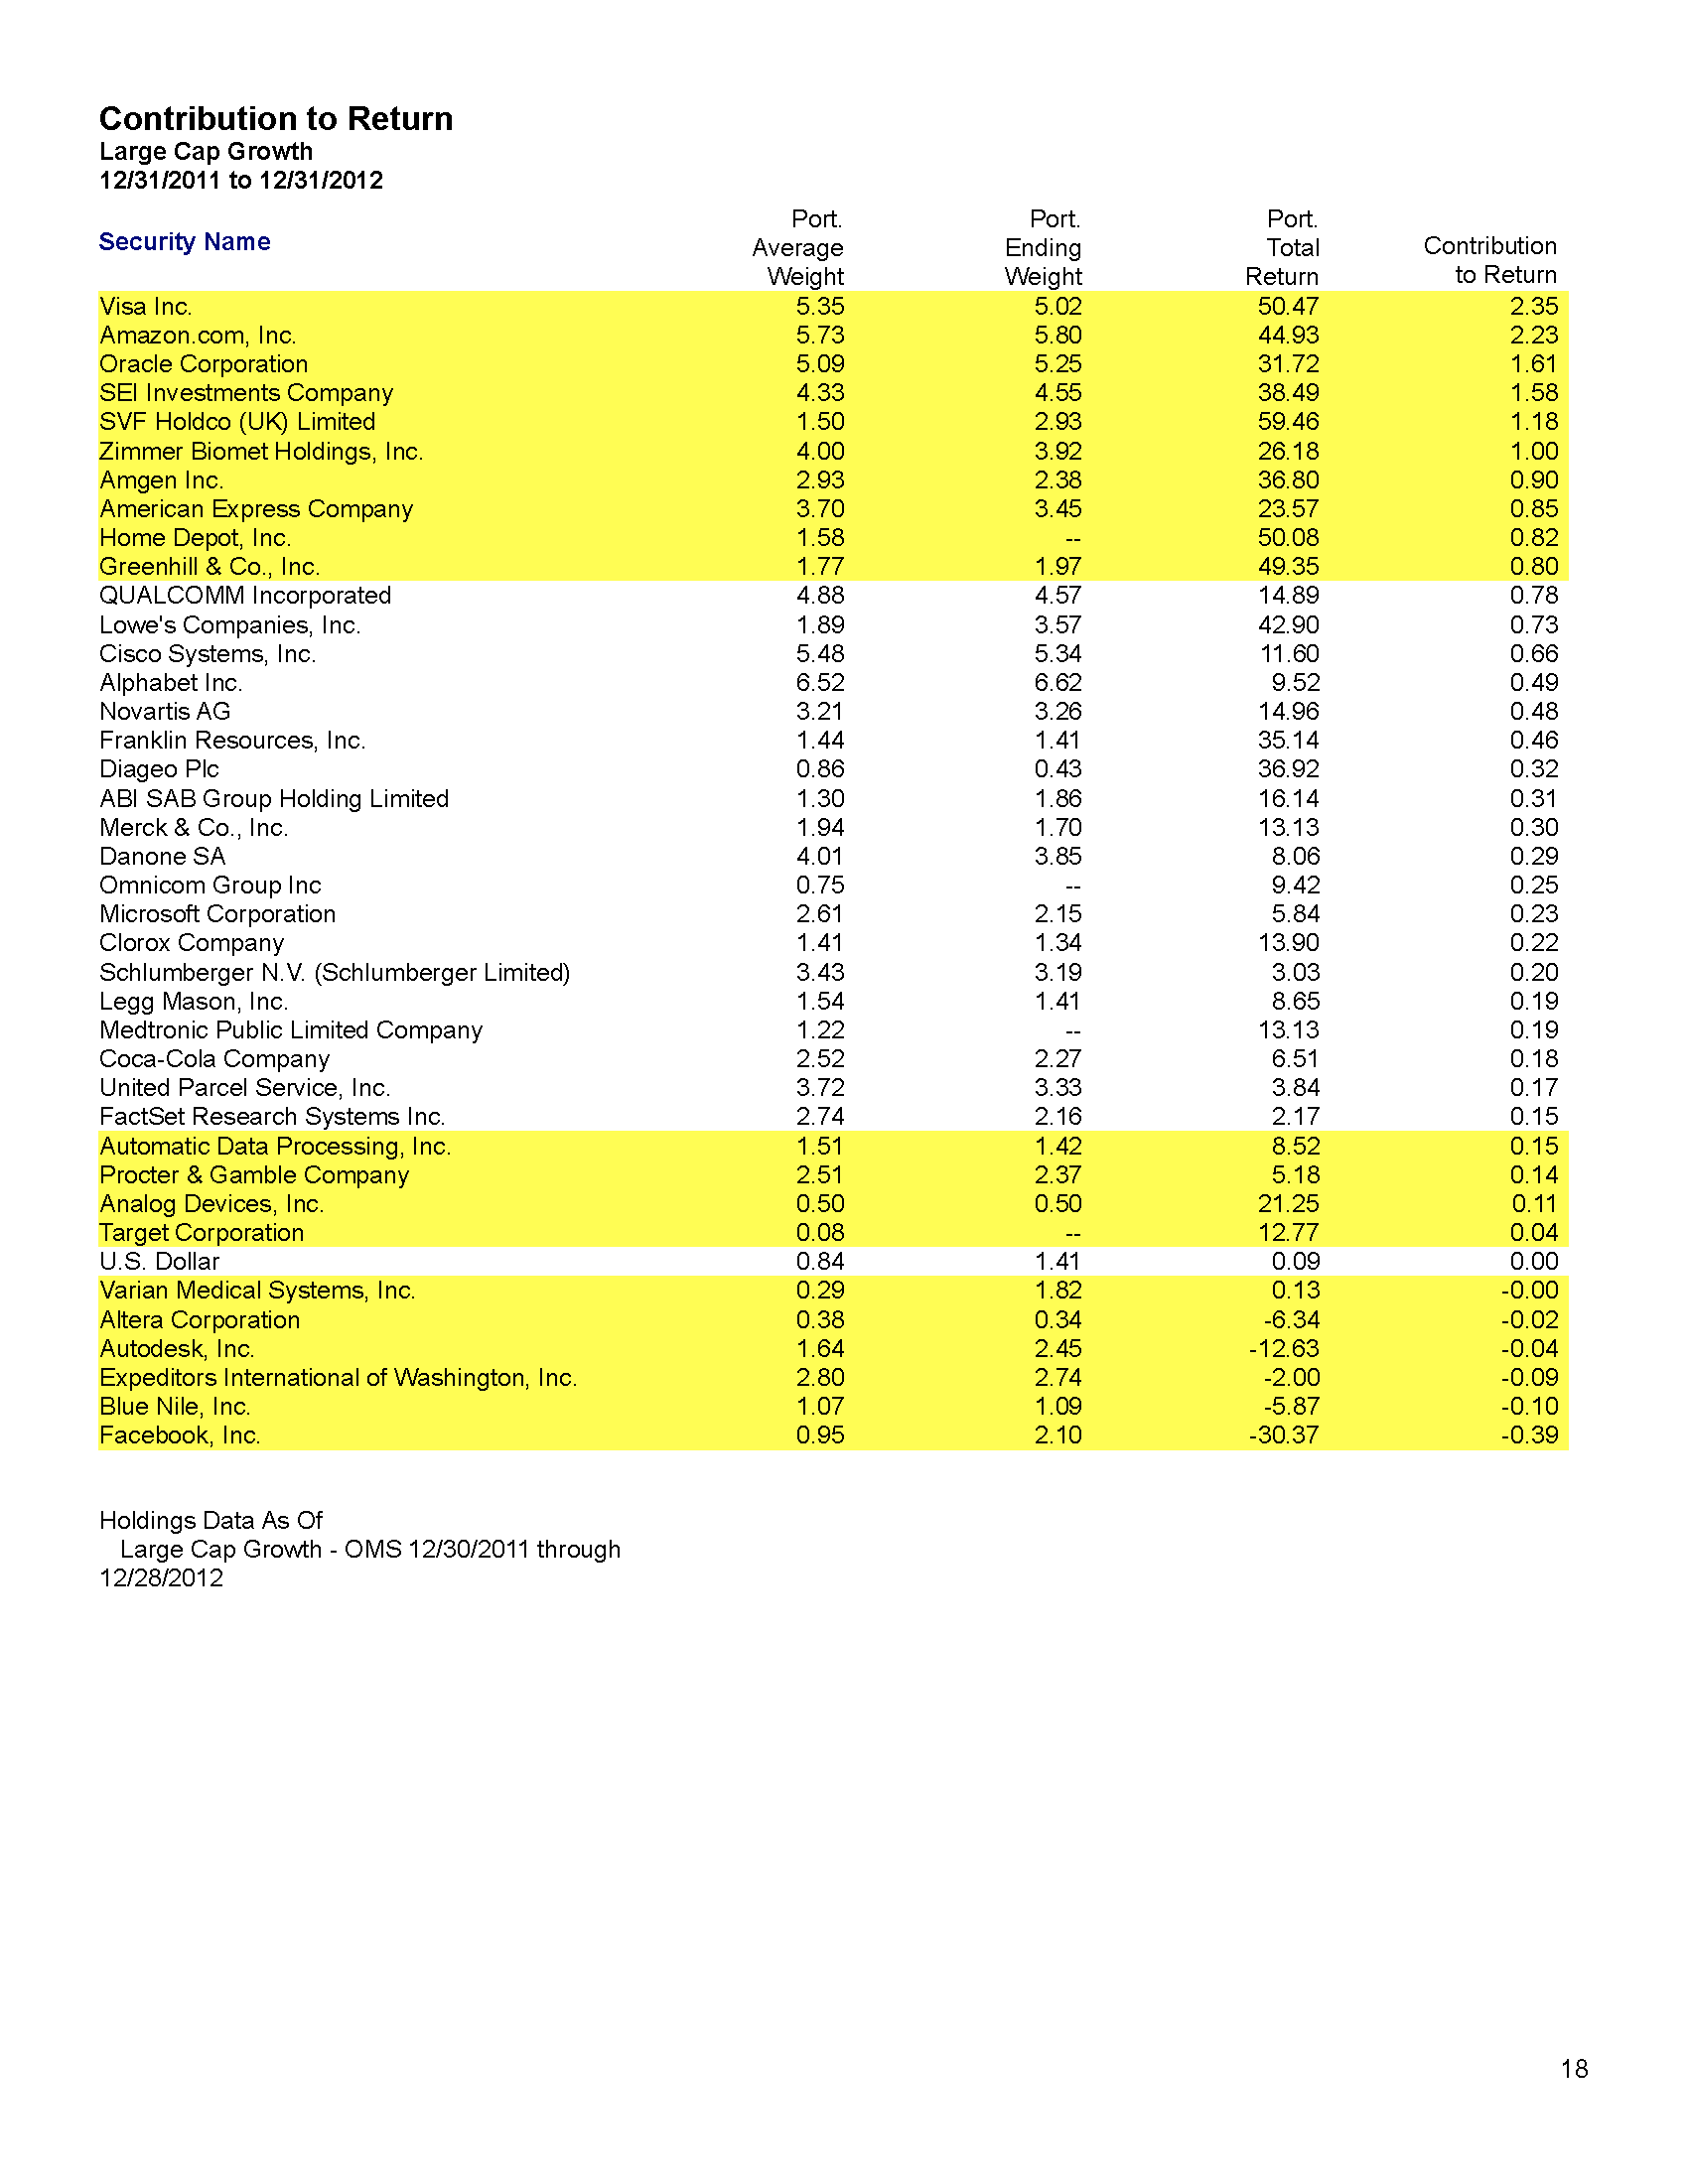 Contribution to Return
Large Cap Growth
12/31/2011 to 12/31/2012
Security Name Port. Average Weight Port. Ending Weight Port. Total Return Contribution to Return
Visa Inc. 5.35 5.02 50.47 2.35
Amazon.com, Inc. 5.73 5.80 44.93 2.23
Oracle Corporation 5.09 5.25 31.72 1.61
SEI Investments Company 4.33 4.55 38.49 1.58
SVF Holdco (UK) Limited 1.50 2.93 59.46 1.18
Zimmer Biomet Holdings, Inc. 4.00 3.92 26.18 1.00
Amgen Inc. 2.93 2.38 36.80 0.90
American Express Company 3.70 3.45 23.57 0.85
Home Depot, Inc. 1.58 -- 50.08 0.82
Greenhill & Co., Inc. 1.77 1.97 49.35 0.80
QUALCOMM Incorporated 4.88 4.57 14.89 0.78
Lowe's Companies, Inc. 1.89 3.57 42.90 0.73
Cisco Systems, Inc. 5.48 5.34 11.60 0.66
Alphabet Inc. 6.52 6.62 9.52 0.49
Novartis AG 3.21 3.26 14.96 0.48
Franklin Resources, Inc. 1.44 1.41 35.14 0.46
Diageo Plc 0.86 0.43 36.92 0.32
ABI SAB Group Holding Limited 1.30 1.86 16.14 0.31
Merck & Co., Inc. 1.94 1.70 13.13 0.30
Danone SA 4.01 3.85 8.06 0.29
Omnicom Group Inc 0.75 -- 9.42 0.25
Microsoft Corporation 2.61 2.15 5.84 0.23
Clorox Company 1.41 1.34 13.90 0.22
Schlumberger N.V. (Schlumberger Limited) 3.43 3.19 3.03 0.20
Legg Mason, Inc. 1.54 1.41 8.65 0.19
Medtronic Public Limited Company 1.22 -- 13.13 0.19
Coca-Cola Company 2.52 2.27 6.51 0.18
United Parcel Service, Inc. 3.72 3.33 3.84 0.17
FactSet Research Systems Inc. 2.74 2.16 2.17 0.15
Automatic Data Processing, Inc. 1.51 1.42 8.52 0.15
Procter & Gamble Company 2.51 2.37 5.18 0.14
Analog Devices, Inc. 0.50 0.50 21.25 0.11
Target Corporation 0.08 -- 12.77 0.04
U.S. Dollar 0.84 1.41 0.09 0.00
Varian Medical Systems, Inc. 0.29 1.82 0.13 -0.00
Altera Corporation 0.38 0.34 -6.34 -0.02
Autodesk, Inc. 1.64 2.45 -12.63 -0.04
Expeditors International of Washington, Inc. 2.80 2.74 -2.00 -0.09
Blue Nile, Inc. 1.07 1.09 -5.87 -0.10
Facebook, Inc. 0.95 2.10 -30.37 -0.39
Holdings Data As Of
Large Cap Growth - OMS 12/30/2011 through
12/28/2012
18